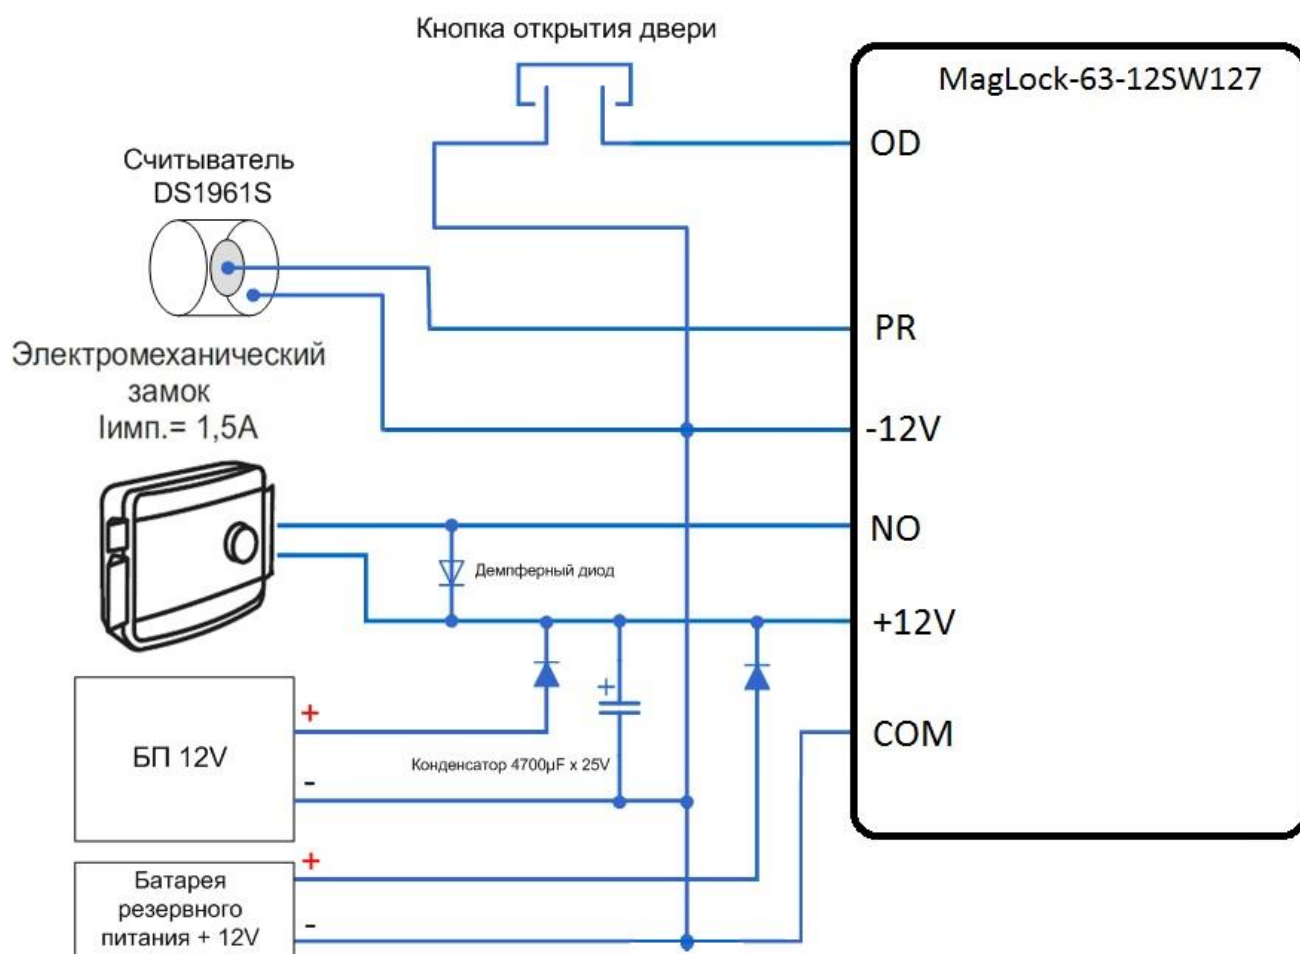 Кнопка открытия двери
MagLock-63-12SW127
OD
Считыватель
DS1961S
PR
Электромеханический
замок
Iимп.= 1,5А
-12V
NO
Демпферный диод
+12V
+
+
БП 12V
COM
Конденсатор 4700µF x 25V
-
+
Батарея
резервного
питания + 12V
-